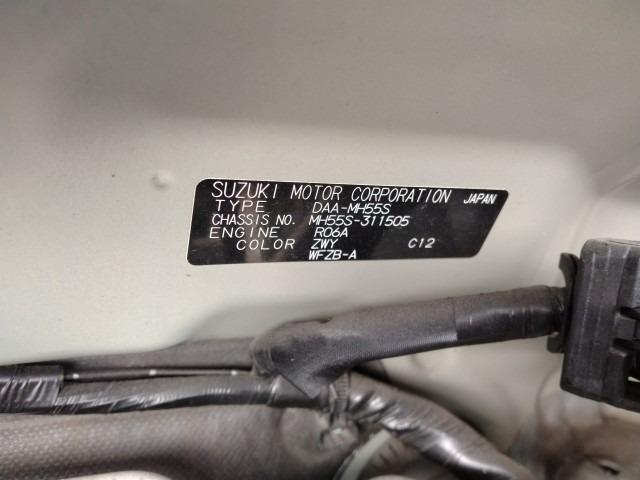 SUZUKI MOTOR CORPORATION JAPAN
TYPE DAA-MH55S
CHASSIS NO. MH55S-311505
ENGINE R06A
COLOR ZWY C12
WFZB-A